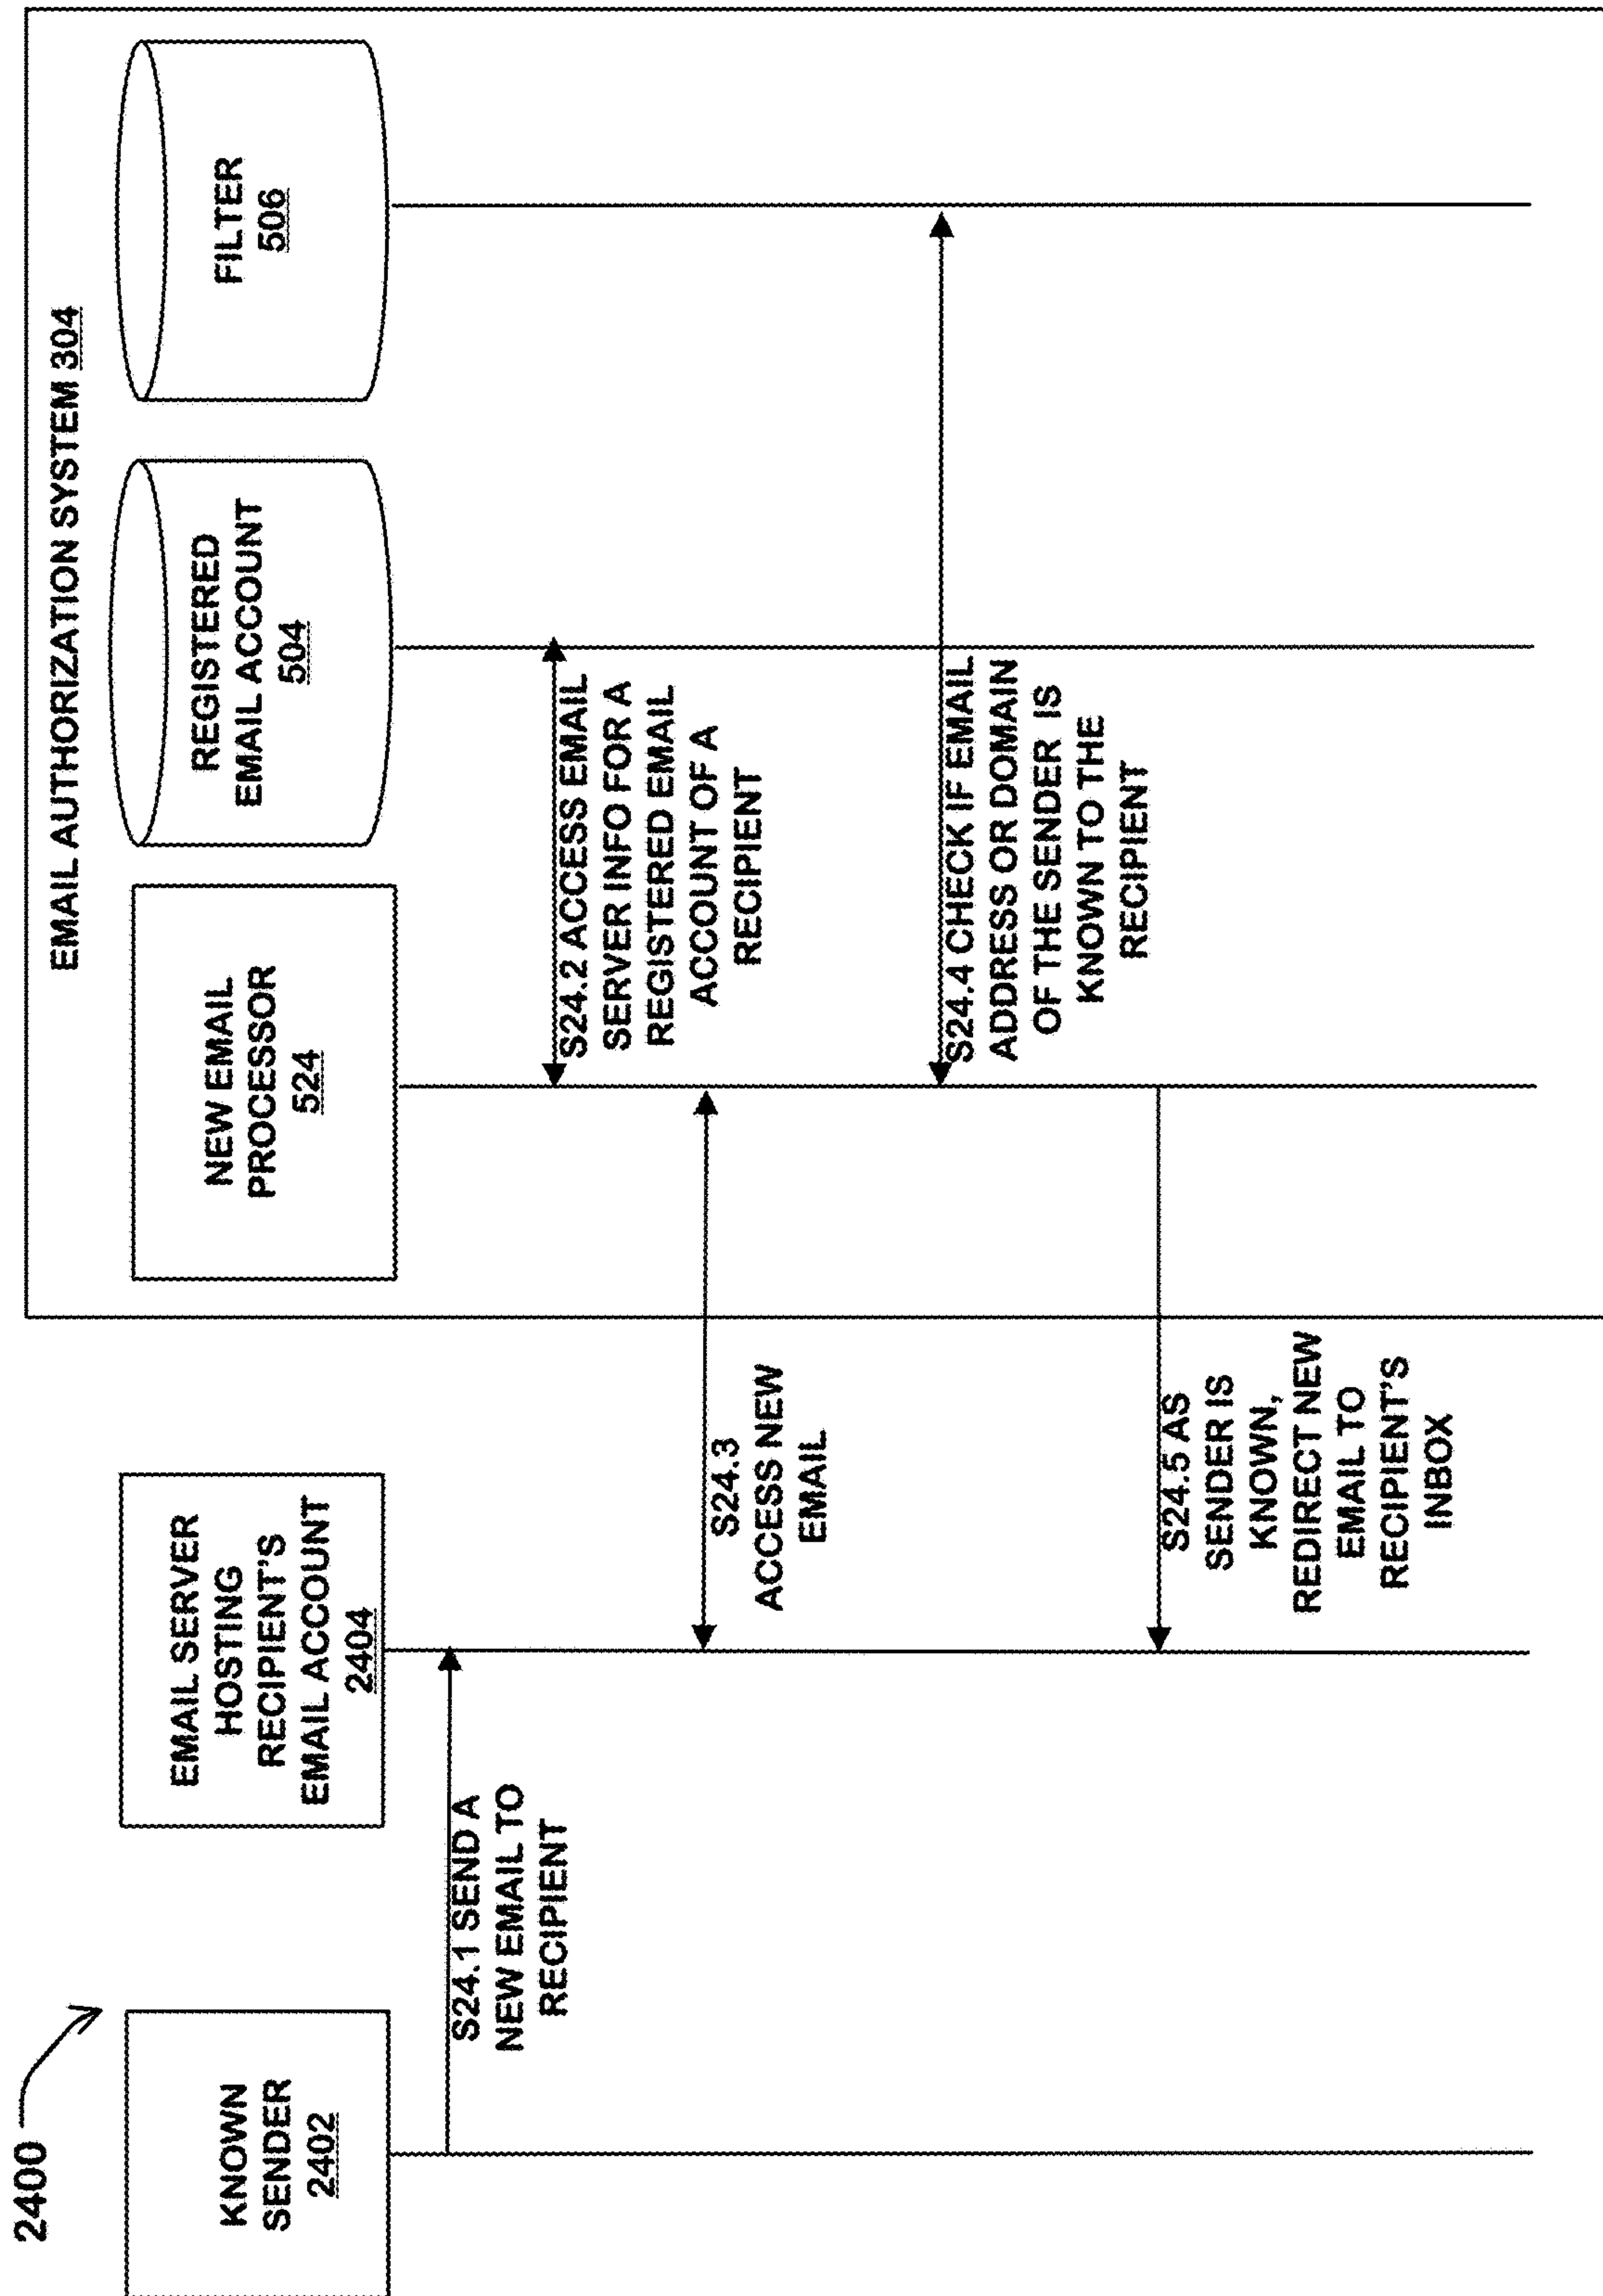 2400
EMAIL AUTHORIZATION SYSTEM 304
KNOWN
SENDER
2402
EMAIL SERVER
HOSTING
RECIPIENT'S
EMAIL ACCOUNT
2404
NEW EMAIL
PROCESSOR
524
REGISTERED
EMAIL ACCOUNT
504
FILTER
506
S24.1 SEND A
NEW EMAIL TO
RECIPIENT
S24.2 ACCESS EMAIL
SERVER INFO FOR A
REGISTERED EMAIL
ACCOUNT OF A
RECIPIENT
S24.3
ACCESS NEW
EMAIL
S24.4 CHECK IF EMAIL
ADDRESS OR DOMAIN
OF THE SENDER IS
KNOWN TO THE
RECIPIENT
S24.5 AS
SENDER IS
KNOWN,
REDIRECT NEW
EMAIL TO
RECIPIENT'S
INBOX